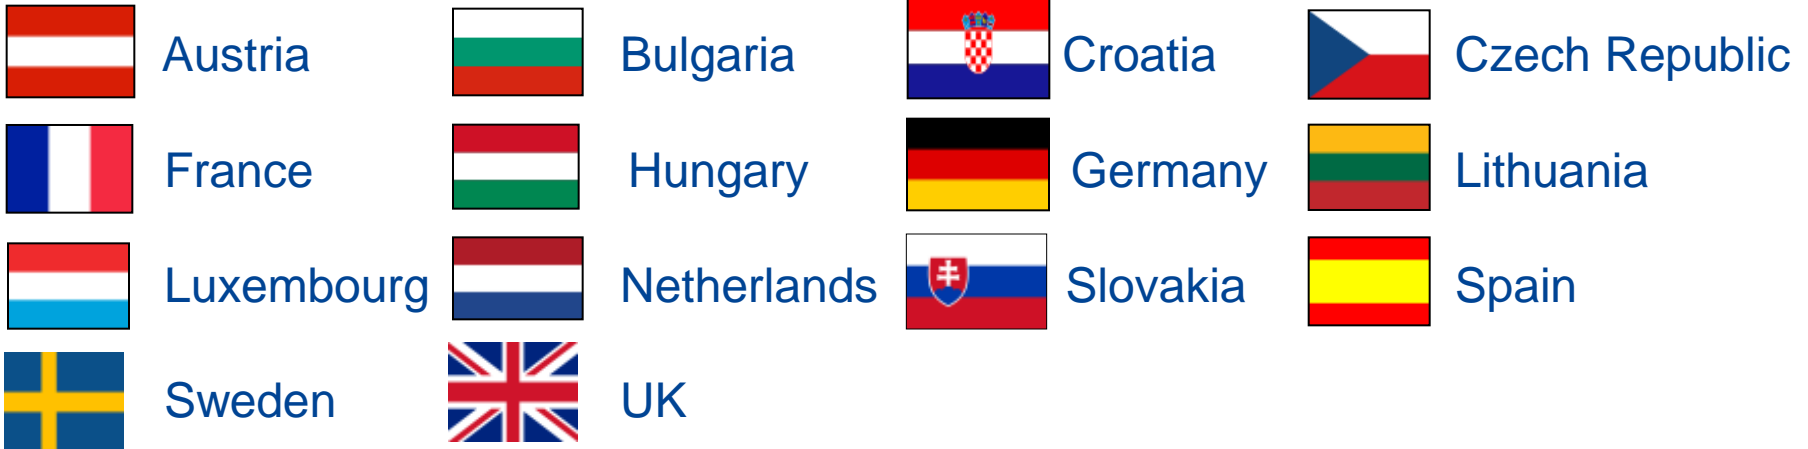 Austria Bulgaria Croatia Czech Republic
France Hungary Germany Lithuania
Luxembourg Netherlands Slovakia Spain
Sweden UK